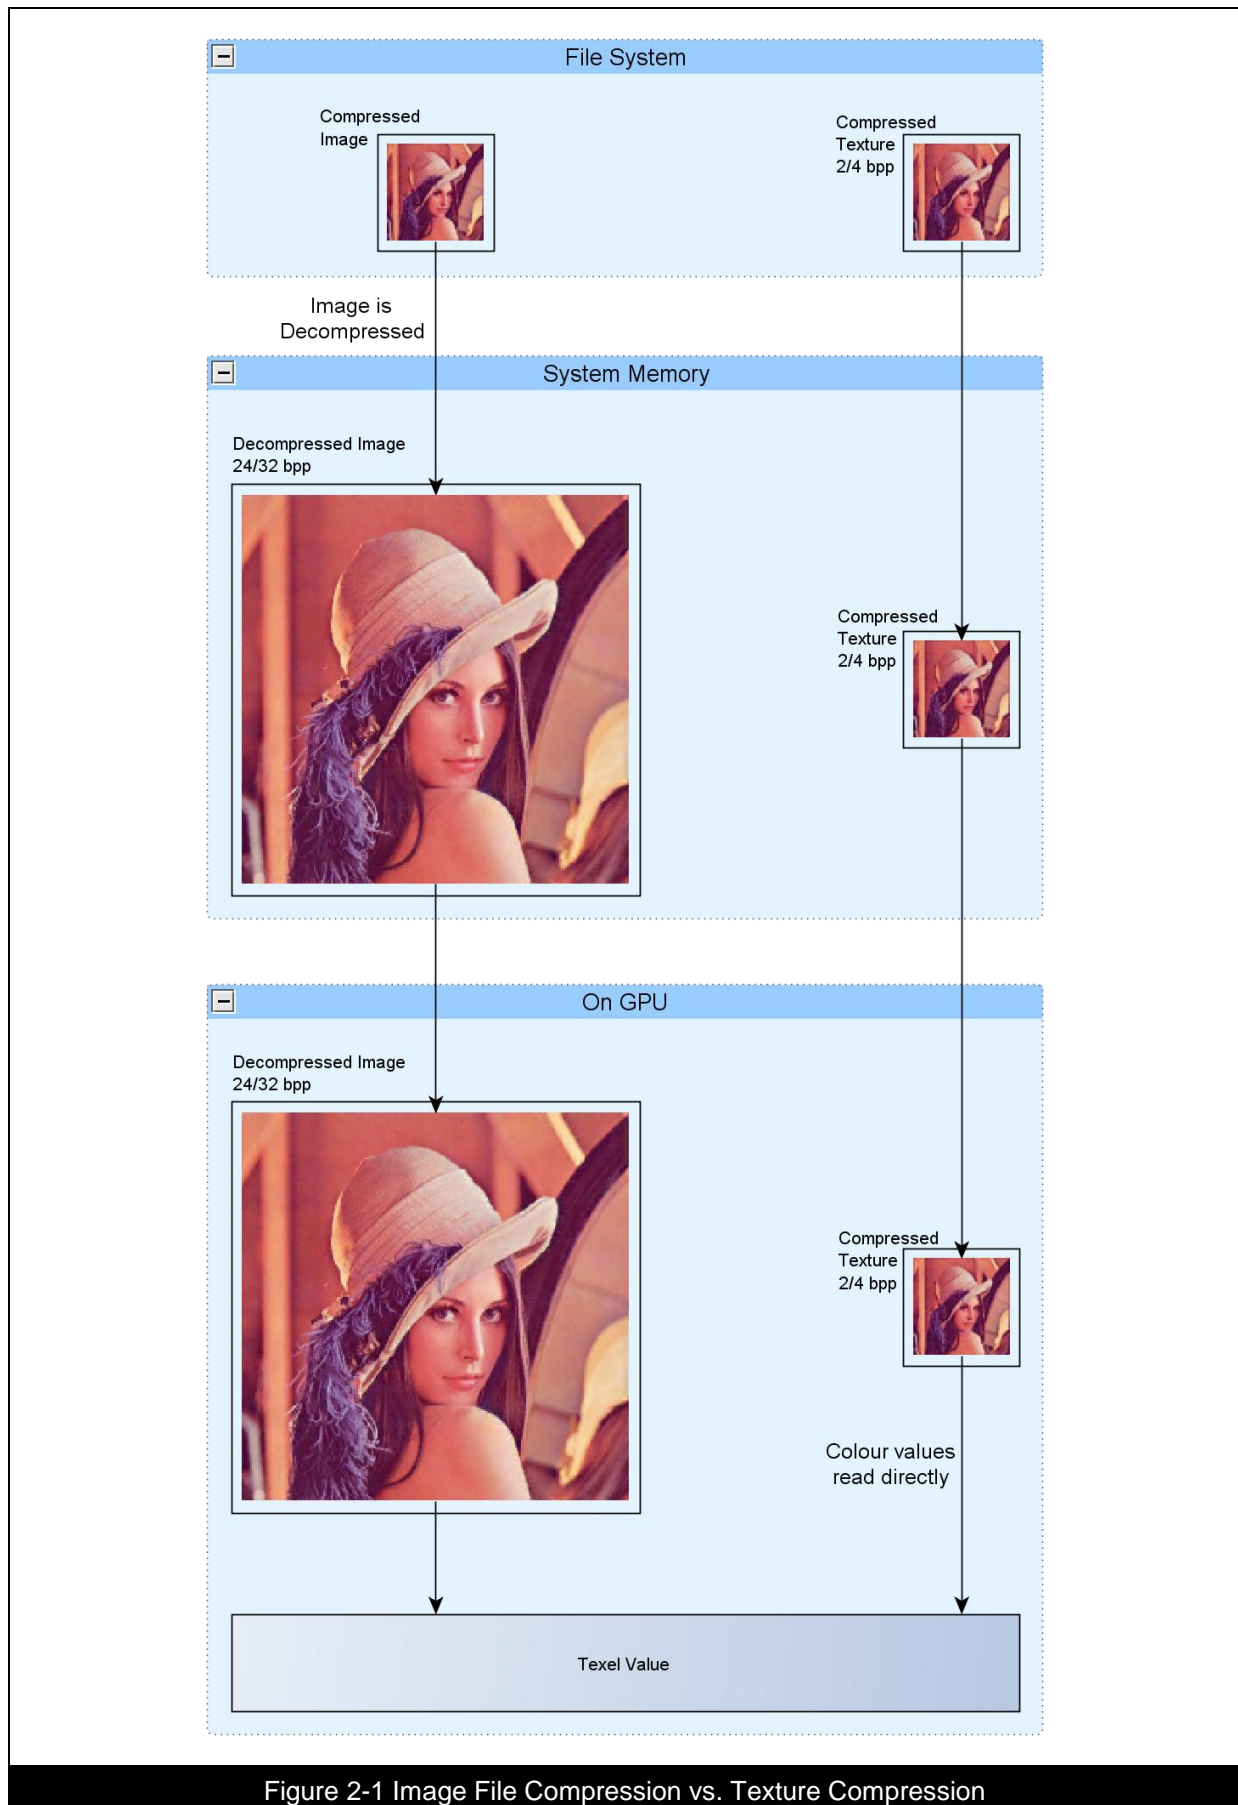 File System
Compressed
Image
Compressed
Texture
2/4 bpp
Image is
Decompressed
System Memory
Decompressed Image
24/32 bpp
Compressed
Texture
2/4 bpp
On GPU
Decompressed Image
24/32 bpp
Compressed
Texture
2/4 bpp
Colour values
read directly
Texel Value
Figure 2-1 Image File Compression vs. Texture Compression